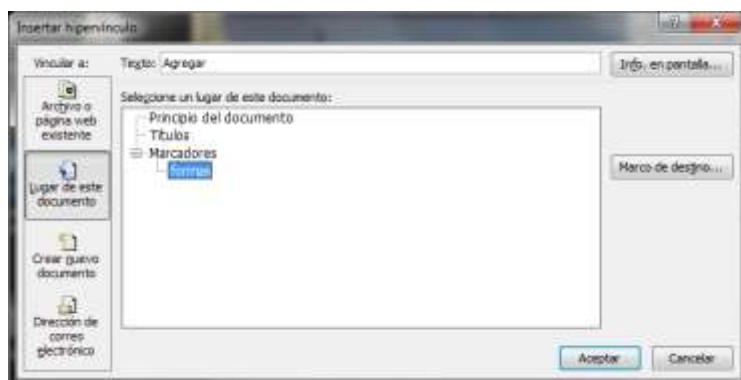 Insertar hipervínculo
Vincular a:
Texto: Agregar
Info. en pantalla...
Archivo o
página web
existente
Seleccione un lugar de este documento:
Principio del documento
Títulos
Marcadores
formas
Lugar de este
documento
Marco de destino...
Crear nuevo
documento
Dirección de
correo
electrónico
Aceptar
Cancelar